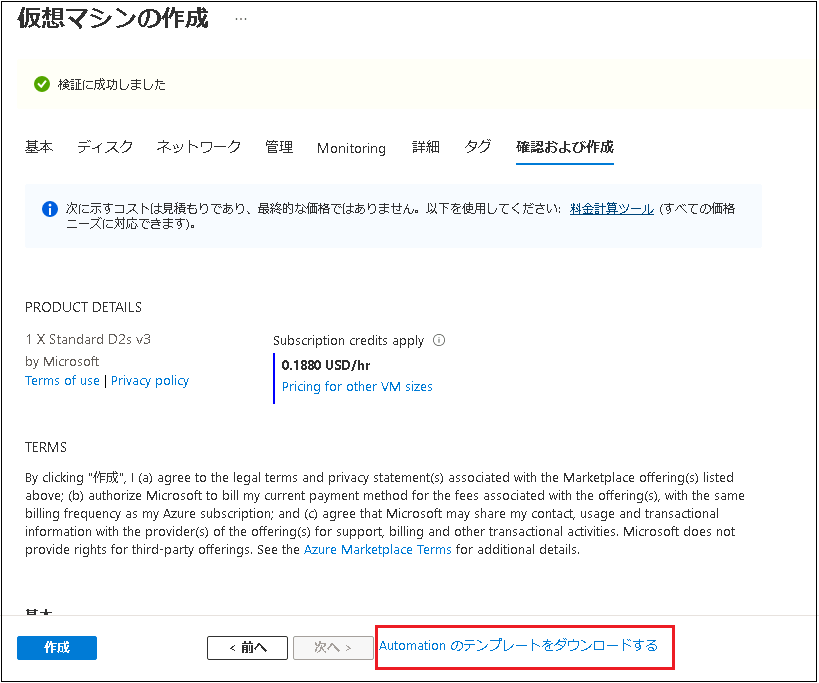 仮想マシンの作成 ...
検証に成功しました
基本 ディスク ネットワーク 管理 Monitoring 詳細 タグ 確認および作成
次に示すコストは見積もりであり、最終的な価格ではありません。以下を使用してください: 料金計算ツール (すべての価格
ニーズに対応できます)。
PRODUCT DETAILS
1 X Standard D2s v3
by Microsoft
Terms of use | Privacy policy
Subscription credits apply
0.1880 USD/hr
Pricing for other VM sizes
TERMS
By clicking "作成", I (a) agree to the legal terms and privacy statement(s) associated with the Marketplace offering(s) listed
above; (b) authorize Microsoft to bill my current payment method for the fees associated with the offering(s), with the same
billing frequency as my Azure subscription; and (c) agree that Microsoft may share my contact, usage and transactional
information with the provider(s) of the offering(s) for support, billing and other transactional activities. Microsoft does not
provide rights for third-party offerings. See the Azure Marketplace Terms for additional details.
基本
作成 < 前へ 次へ > Automation のテンプレートをダウンロードする